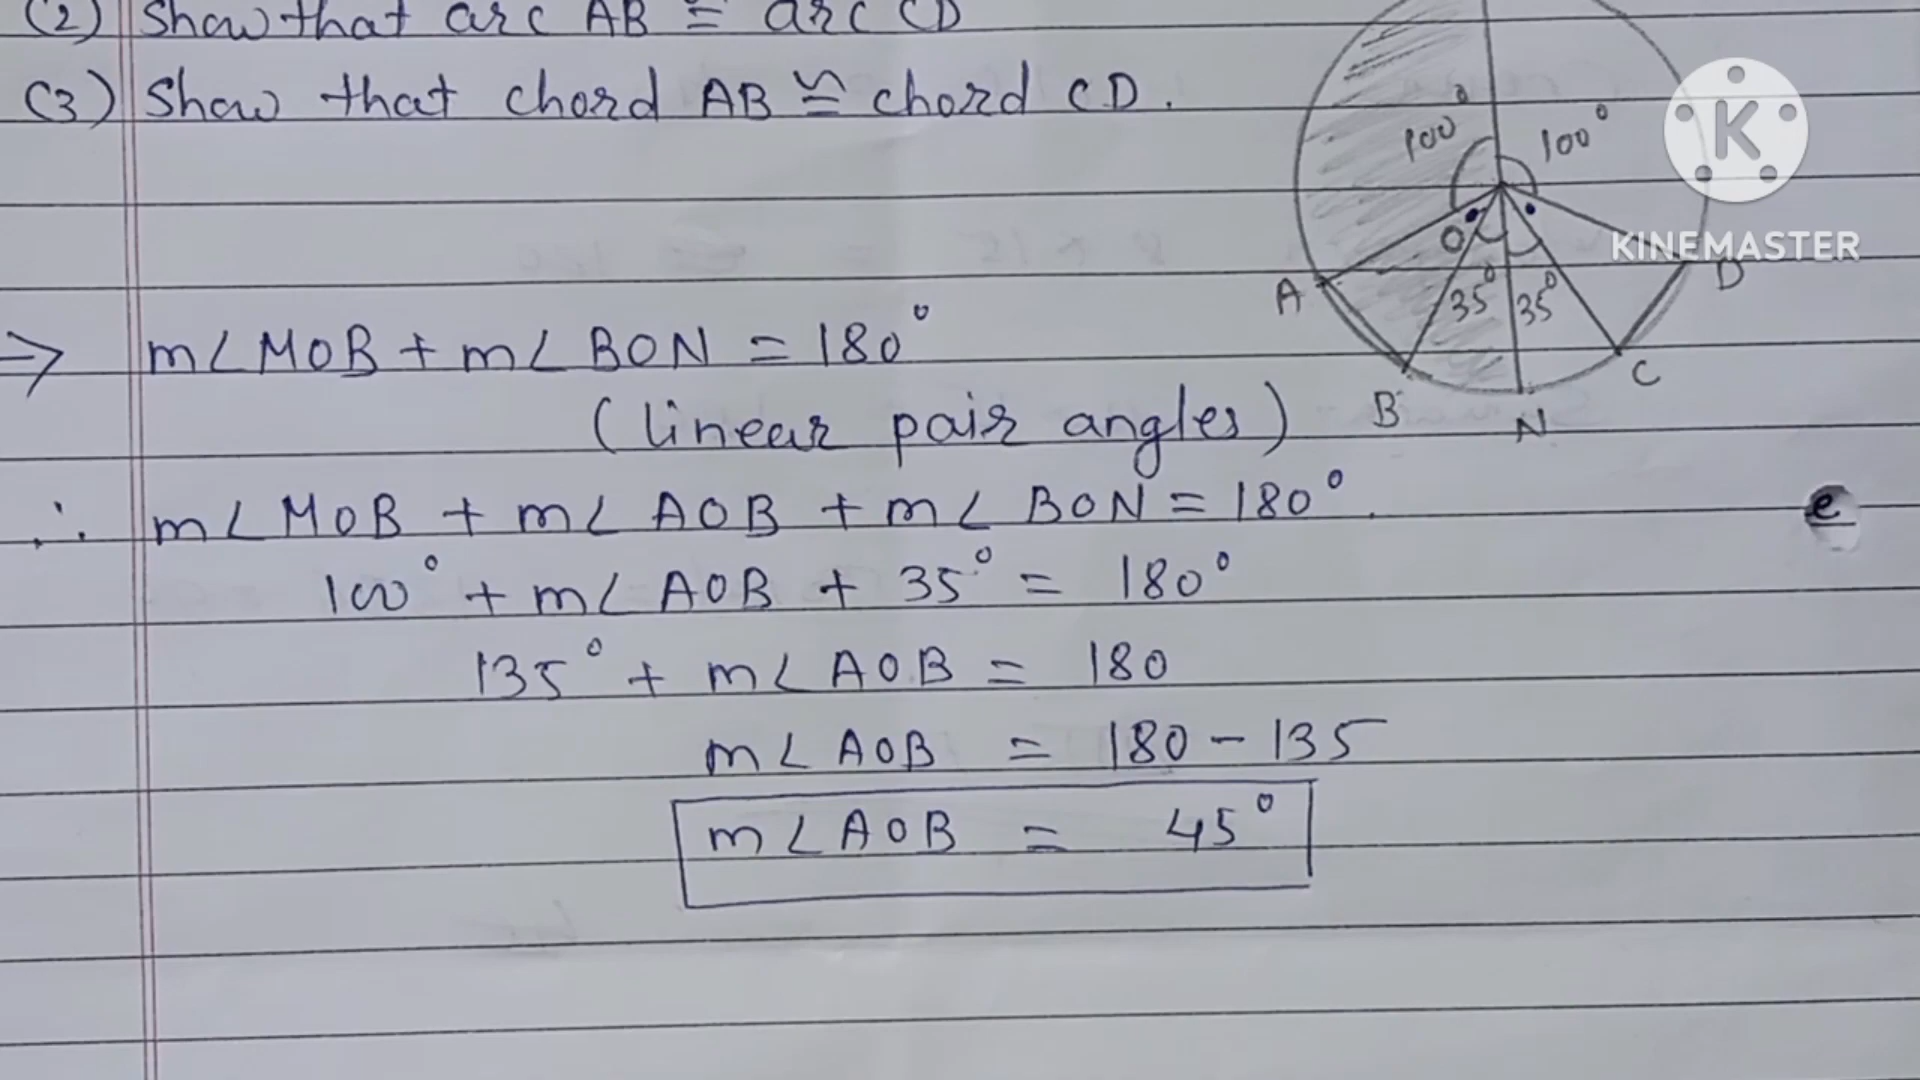 (2) Show that arc AB ≅ arc CD
(3) Show that chord AB ≅ chord CD.
100° 100°
K
KINEMASTER
O
A D
35° 35°
B N C
⇒ m∠MOB + m∠BON = 180°
(linear pair angles)
∴ m∠MOB + m∠AOB + m∠BON = 180°.
e
100° + m∠AOB + 35° = 180°
135° + m∠AOB = 180
m∠AOB = 180 - 135
m∠AOB = 45°